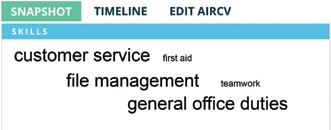 SNAPSHOT TIMELINE EDIT AIRCV
SKILLS
customer service first aid
file management teamwork
general office duties